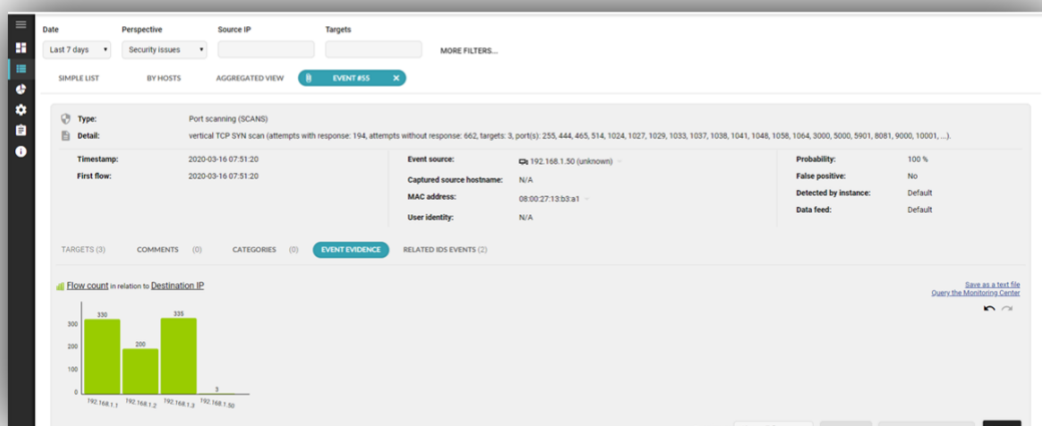 Date Perspective Source IP Targets
Last 7 days Security issues MORE FILTERS...
SIMPLE LIST BY HOSTS AGGREGATED VIEW EVENT #55 ×
Type: Port scanning (SCANS)
Detail: vertical TCP SYN scan (attempts with response: 194, attempts without response: 662, targets: 3, port(s): 255, 444, 465, 514, 1024, 1027, 1029, 1033, 1037, 1038, 1041, 1048, 1058, 1064, 3000, 5000, 5901, 8081, 9000, 10001, ...).
Timestamp: 2020-03-16 07:51:20 Event source: 192.168.1.50 (unknown) Probability: 100 %
First flow: 2020-03-16 07:51:20 Captured source hostname: N/A False positive: No
MAC address: 08:00:27:13:b3:a1 Detected by instance: Default
User identity: N/A Data feed: Default
TARGETS (3) COMMENTS (0) CATEGORIES (0) EVENT EVIDENCE RELATED IDS EVENTS (2)
Flow count in relation to Destination IP Save as a text file
Query the Monitoring Center
330 335
300
200 200
100
3
0
192.168.1.1 192.168.1.2 192.168.1.3 192.168.1.50